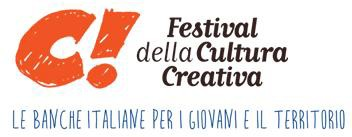 C! Festival
della Cultura
Creativa
LE BANCHE ITALIANE PER I GIOVANI E IL TERRITORIO